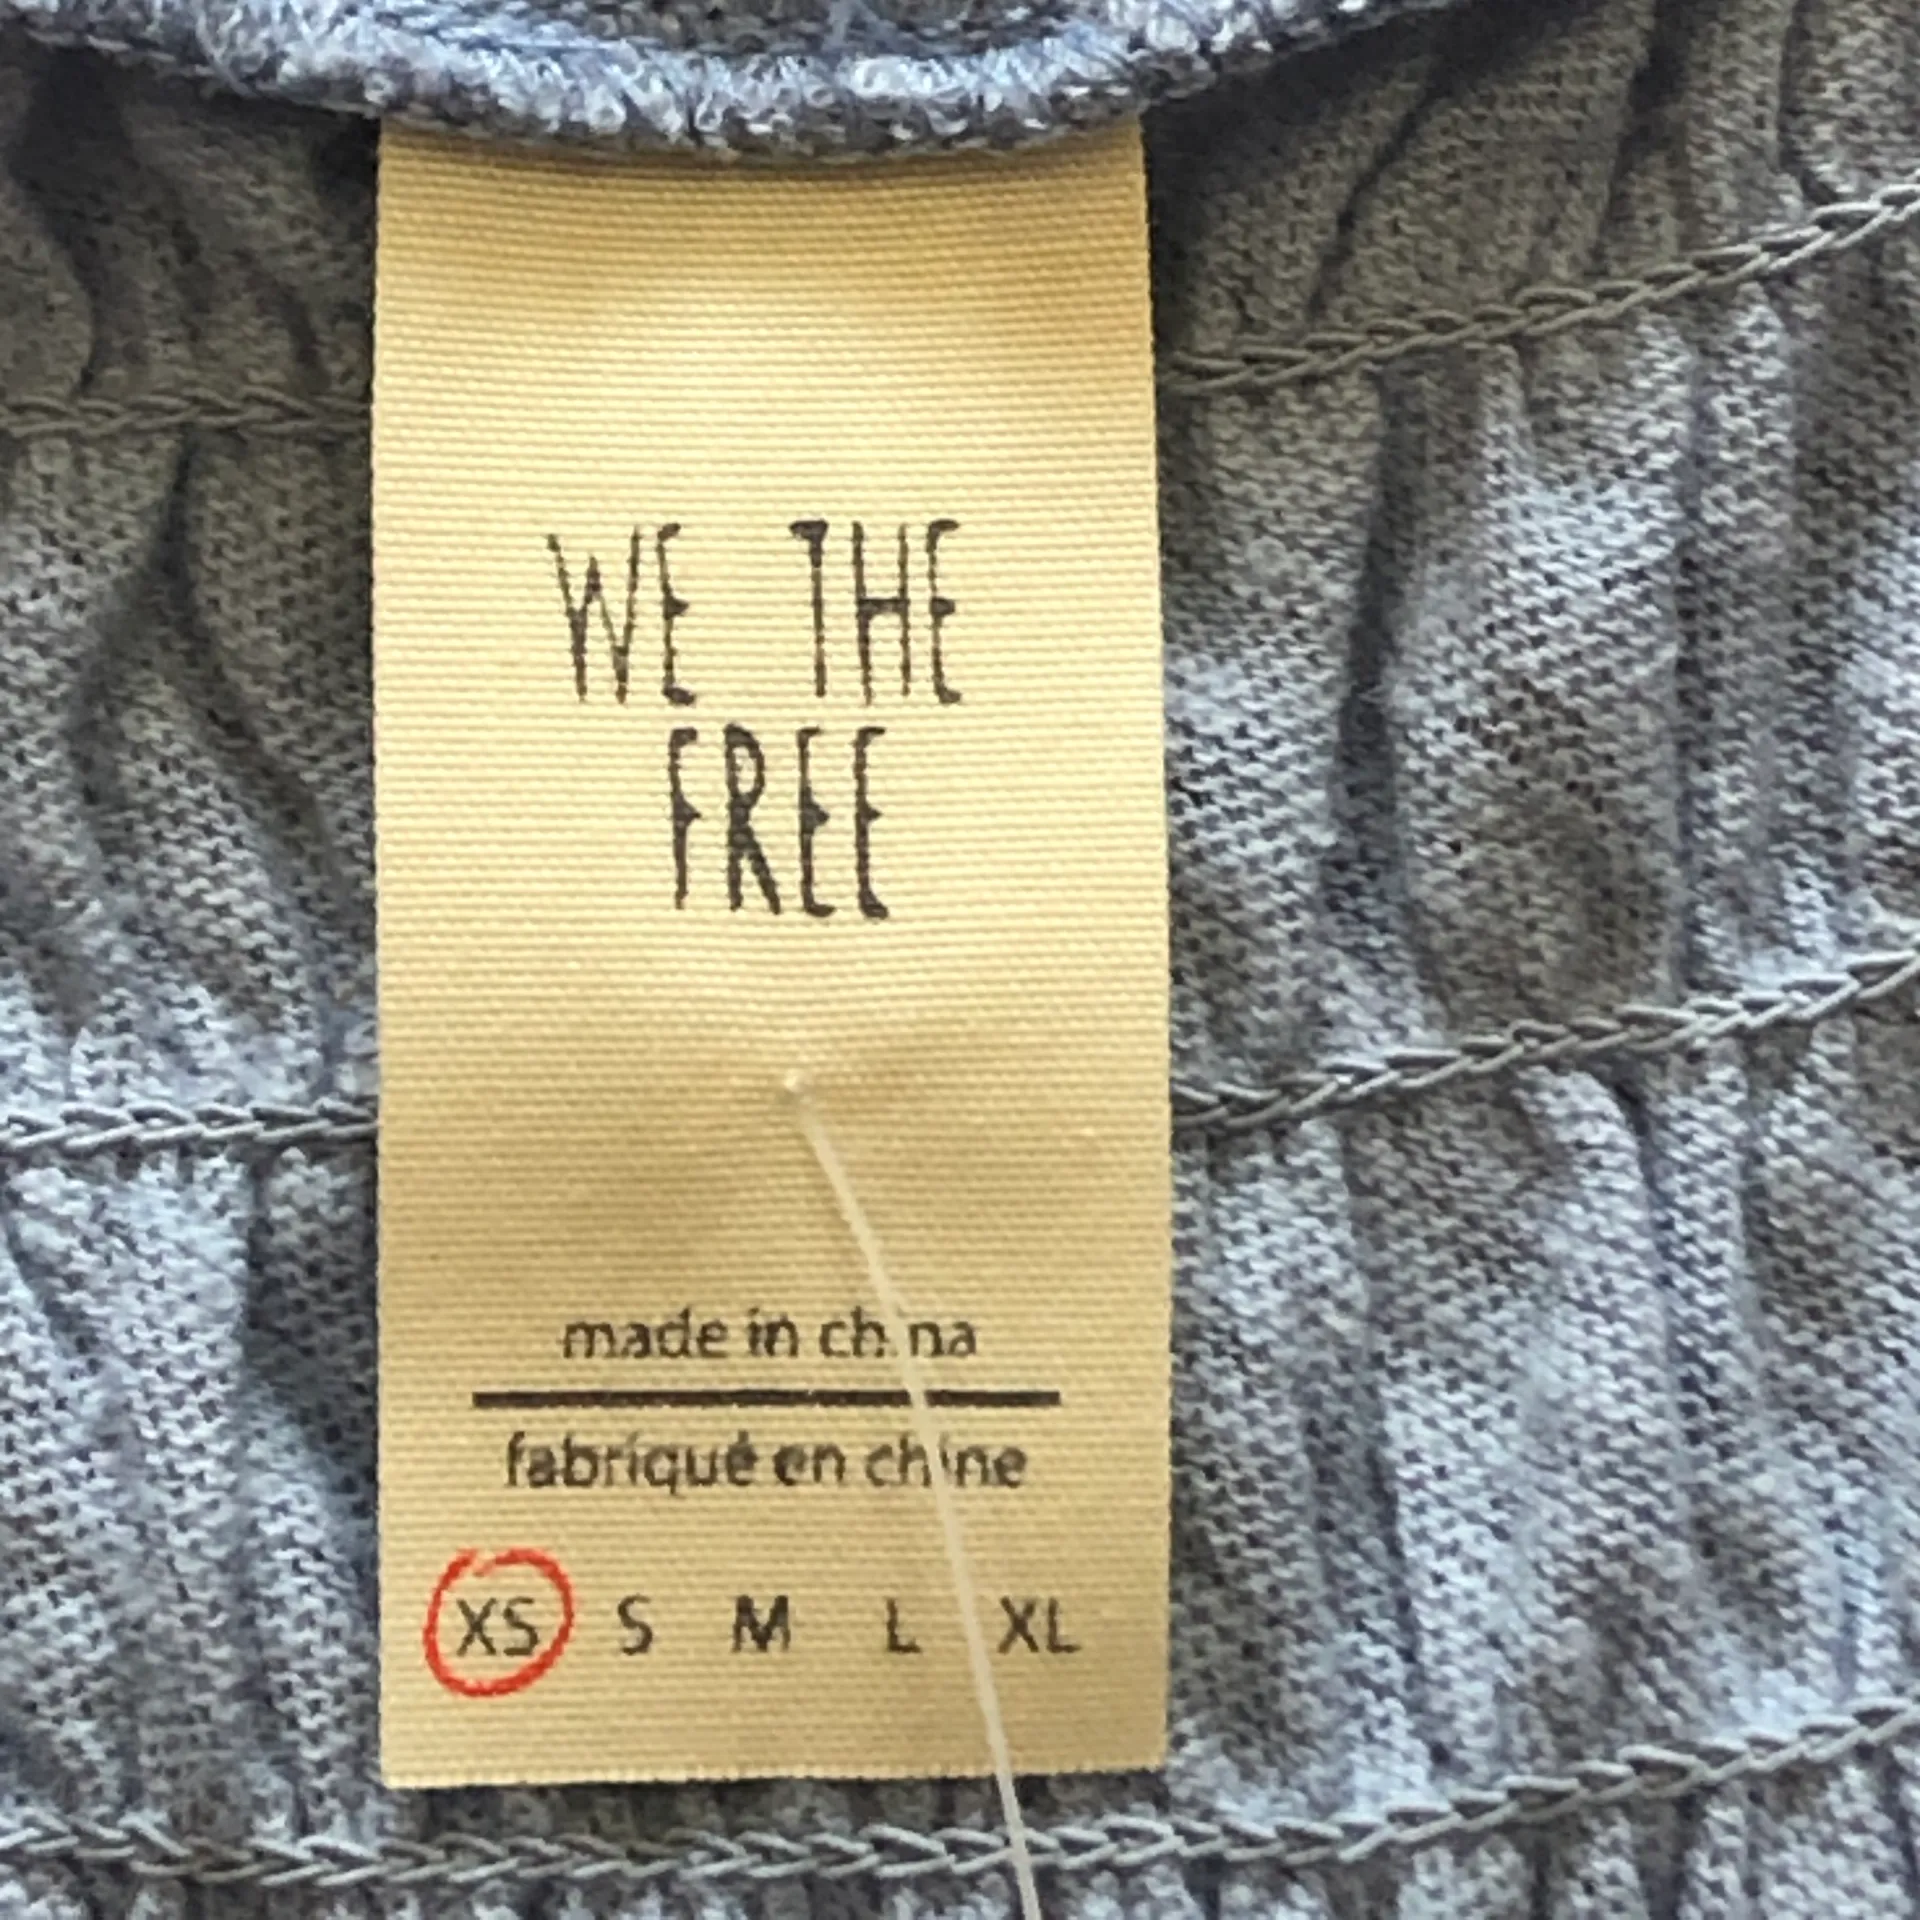 WE THE
FREE
made in china
fabriqué en chine
XS S M L XL